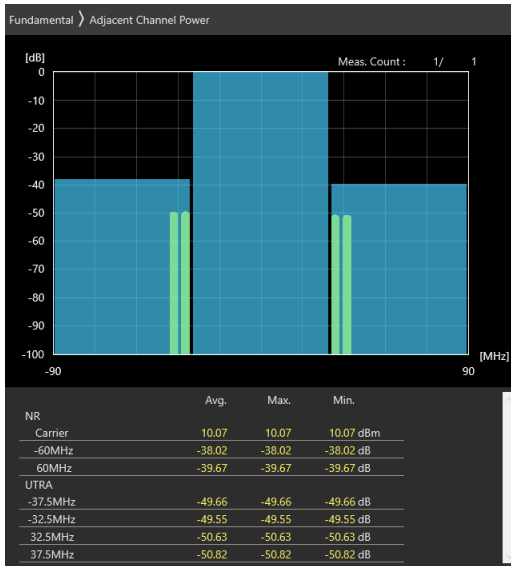 Fundamental 〉 Adjacent Channel Power
[dB] Meas. Count : 1/ 1
0
-10
-20
-30
-40
-50
-60
-70
-80
-90
-100
[MHz]
-90 90
Avg. Max. Min.
NR
Carrier 10.07 10.07 10.07 dBm
-60MHz -38.02 -38.02 -38.02 dB
60MHz -39.67 -39.67 -39.67 dB
UTRA
-37.5MHz -49.66 -49.66 -49.66 dB
-32.5MHz -49.55 -49.55 -49.55 dB
32.5MHz -50.63 -50.63 -50.63 dB
37.5MHz -50.82 -50.82 -50.82 dB